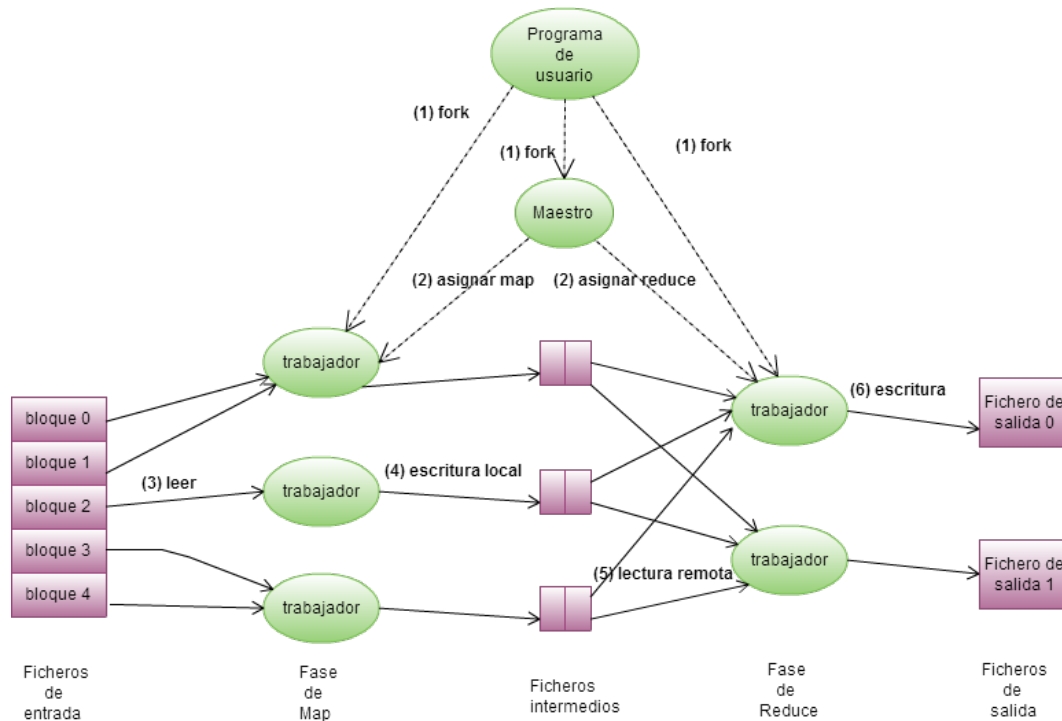 Programa
de
usuario
(1) fork
(1) fork
(1) fork
Maestro
(2) asignar map
(2) asignar reduce
trabajador
trabajador
(6) escritura
Fichero de
salida 0
bloque 0
bloque 1
bloque 2
bloque 3
bloque 4
(3) leer
trabajador
(4) escritura local
trabajador
(5) lectura remota
trabajador
Fichero de
salida 1
Ficheros
de
entrada
Fase
de
Map
Ficheros
intermedios
Fase
de
Reduce
Ficheros
de
salida